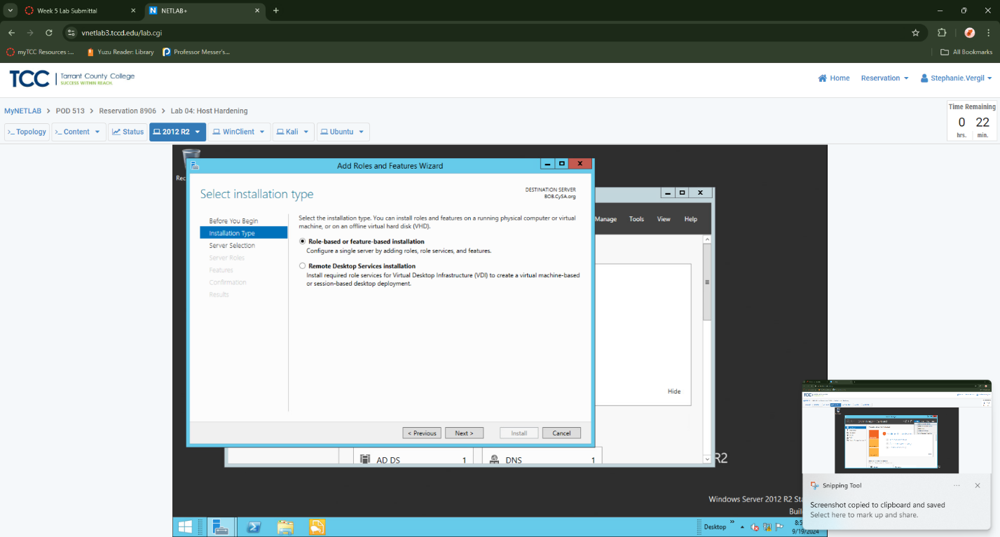 Week 5 Lab Submittal
NETLAB+
vnetlab3.tccd.edu/lab.cgi
myTCC Resources :...
Yuzu Reader: Library
Professor Messer's...
All Bookmarks
TCC
Tarrant County College
SUCCESS WITHIN REACH.
Home
Reservation
Stephanie.Vergil
MyNETLAB > POD 513 > Reservation 8906 > Lab 04: Host Hardening
Time Remaining
0 22
hrs. min.
>_ Topology
>_ Content
Status
2012 R2
WinClient
Kali
Ubuntu
Rec
Add Roles and Features Wizard
Select installation type
DESTINATION SERVER
BOB.CySA.org
Before You Begin
Installation Type
Server Selection
Server Roles
Features
Confirmation
Results
Select the installation type. You can install roles and features on a running physical computer or virtual
machine, or on an offline virtual hard disk (VHD).
Role-based or feature-based installation
Configure a single server by adding roles, role services, and features.
Remote Desktop Services installation
Install required role services for Virtual Desktop Infrastructure (VDI) to create a virtual machine-based
or session-based desktop deployment.
< Previous
Next >
Install
Cancel
Manage
Tools
View
Help
Hide
AD DS 1
DNS 1
R2
Windows Server 2012 R2 Sta
Buil
Desktop
8:5
9/19/2024
TCC
Snipping Tool
Screenshot copied to clipboard and saved
Select here to mark up and share.